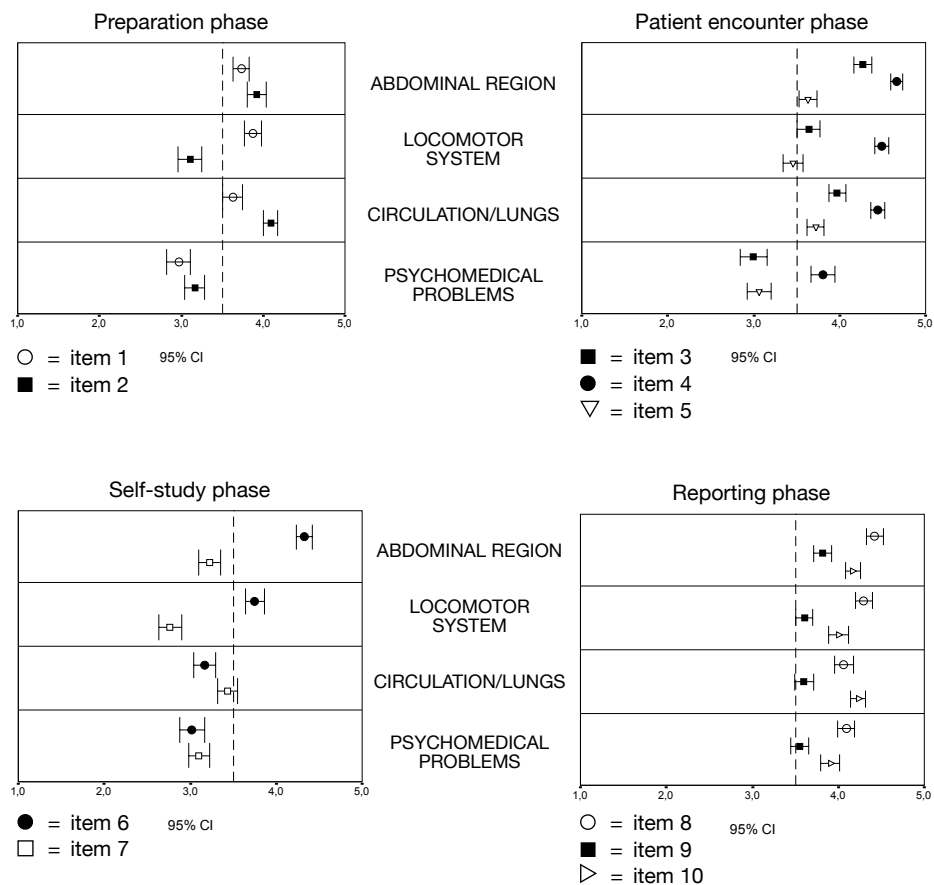 Preparation phase
Patient encounter phase
ABDOMINAL REGION
LOCOMOTOR
SYSTEM
CIRCULATION/LUNGS
PSYCHOMEDICAL
PROBLEMS
1,0 2,0 3,0 4,0 5,0
1,0 2,0 3,0 4,0 5,0
= item 1 95% CI
= item 2
= item 3 95% CI
= item 4
= item 5
Self-study phase
Reporting phase
ABDOMINAL REGION
LOCOMOTOR
SYSTEM
CIRCULATION/LUNGS
PSYCHOMEDICAL
PROBLEMS
1,0 2,0 3,0 4,0 5,0
1,0 2,0 3,0 4,0 5,0
= item 6 95% CI
= item 7
= item 8 95% CI
= item 9
= item 10